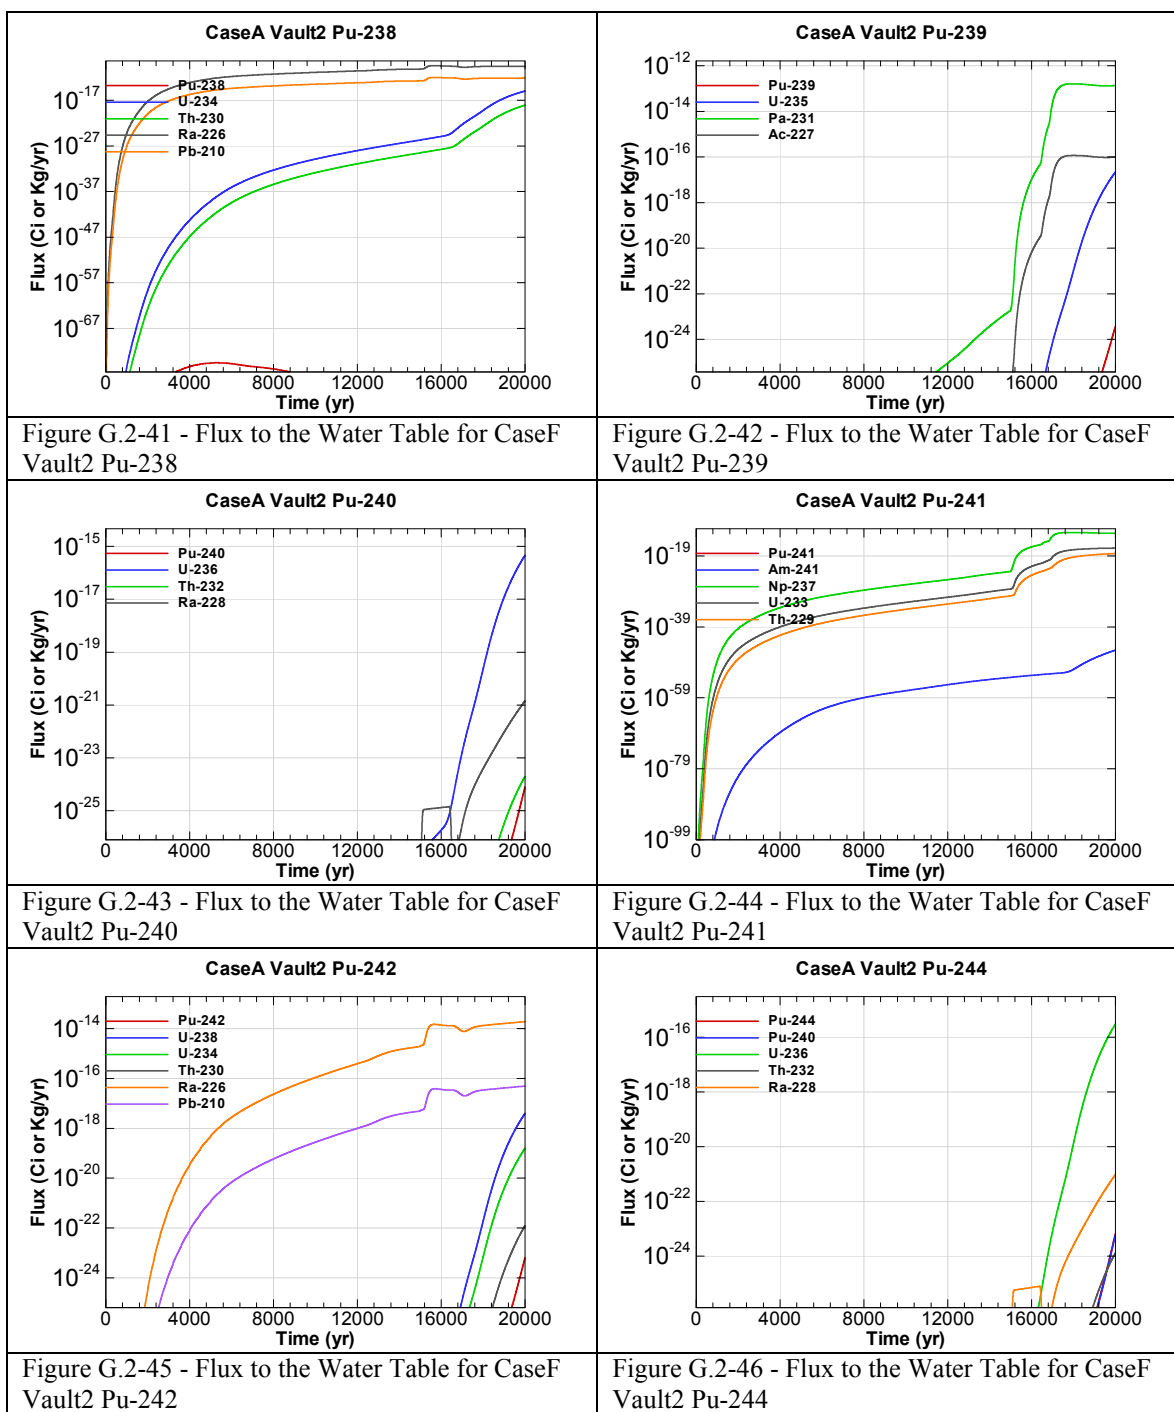 CaseA Vault2 Pu-238
Flux (Ci or Kg/yr)
10-17
10-27
10-37
10-47
10-57
10-67
Pu-238
U-234
Th-230
Ra-226
Pb-210
0 4000 8000 12000 16000 20000
Time (yr)
Figure G.2-41 - Flux to the Water Table for CaseF
Vault2 Pu-238
CaseA Vault2 Pu-239
Flux (Ci or Kg/yr)
10-12
10-14
10-16
10-18
10-20
10-22
10-24
Pu-239
U-235
Pa-231
Ac-227
0 4000 8000 12000 16000 20000
Time (yr)
Figure G.2-42 - Flux to the Water Table for CaseF
Vault2 Pu-239
CaseA Vault2 Pu-240
Flux (Ci or Kg/yr)
10-15
10-17
10-19
10-21
10-23
10-25
Pu-240
U-236
Th-232
Ra-228
0 4000 8000 12000 16000 20000
Time (yr)
Figure G.2-43 - Flux to the Water Table for CaseF
Vault2 Pu-240
CaseA Vault2 Pu-241
Flux (Ci or Kg/yr)
10-19
10-39
10-59
10-79
10-99
Pu-241
Am-241
Np-237
U-233
Th-229
0 4000 8000 12000 16000 20000
Time (yr)
Figure G.2-44 - Flux to the Water Table for CaseF
Vault2 Pu-241
CaseA Vault2 Pu-242
Flux (Ci or Kg/yr)
10-14
10-16
10-18
10-20
10-22
10-24
Pu-242
U-238
U-234
Th-230
Ra-226
Pb-210
0 4000 8000 12000 16000 20000
Time (yr)
Figure G.2-45 - Flux to the Water Table for CaseF
Vault2 Pu-242
CaseA Vault2 Pu-244
Flux (Ci or Kg/yr)
10-16
10-18
10-20
10-22
10-24
Pu-244
Pu-240
U-236
Th-232
Ra-228
0 4000 8000 12000 16000 20000
Time (yr)
Figure G.2-46 - Flux to the Water Table for CaseF
Vault2 Pu-244